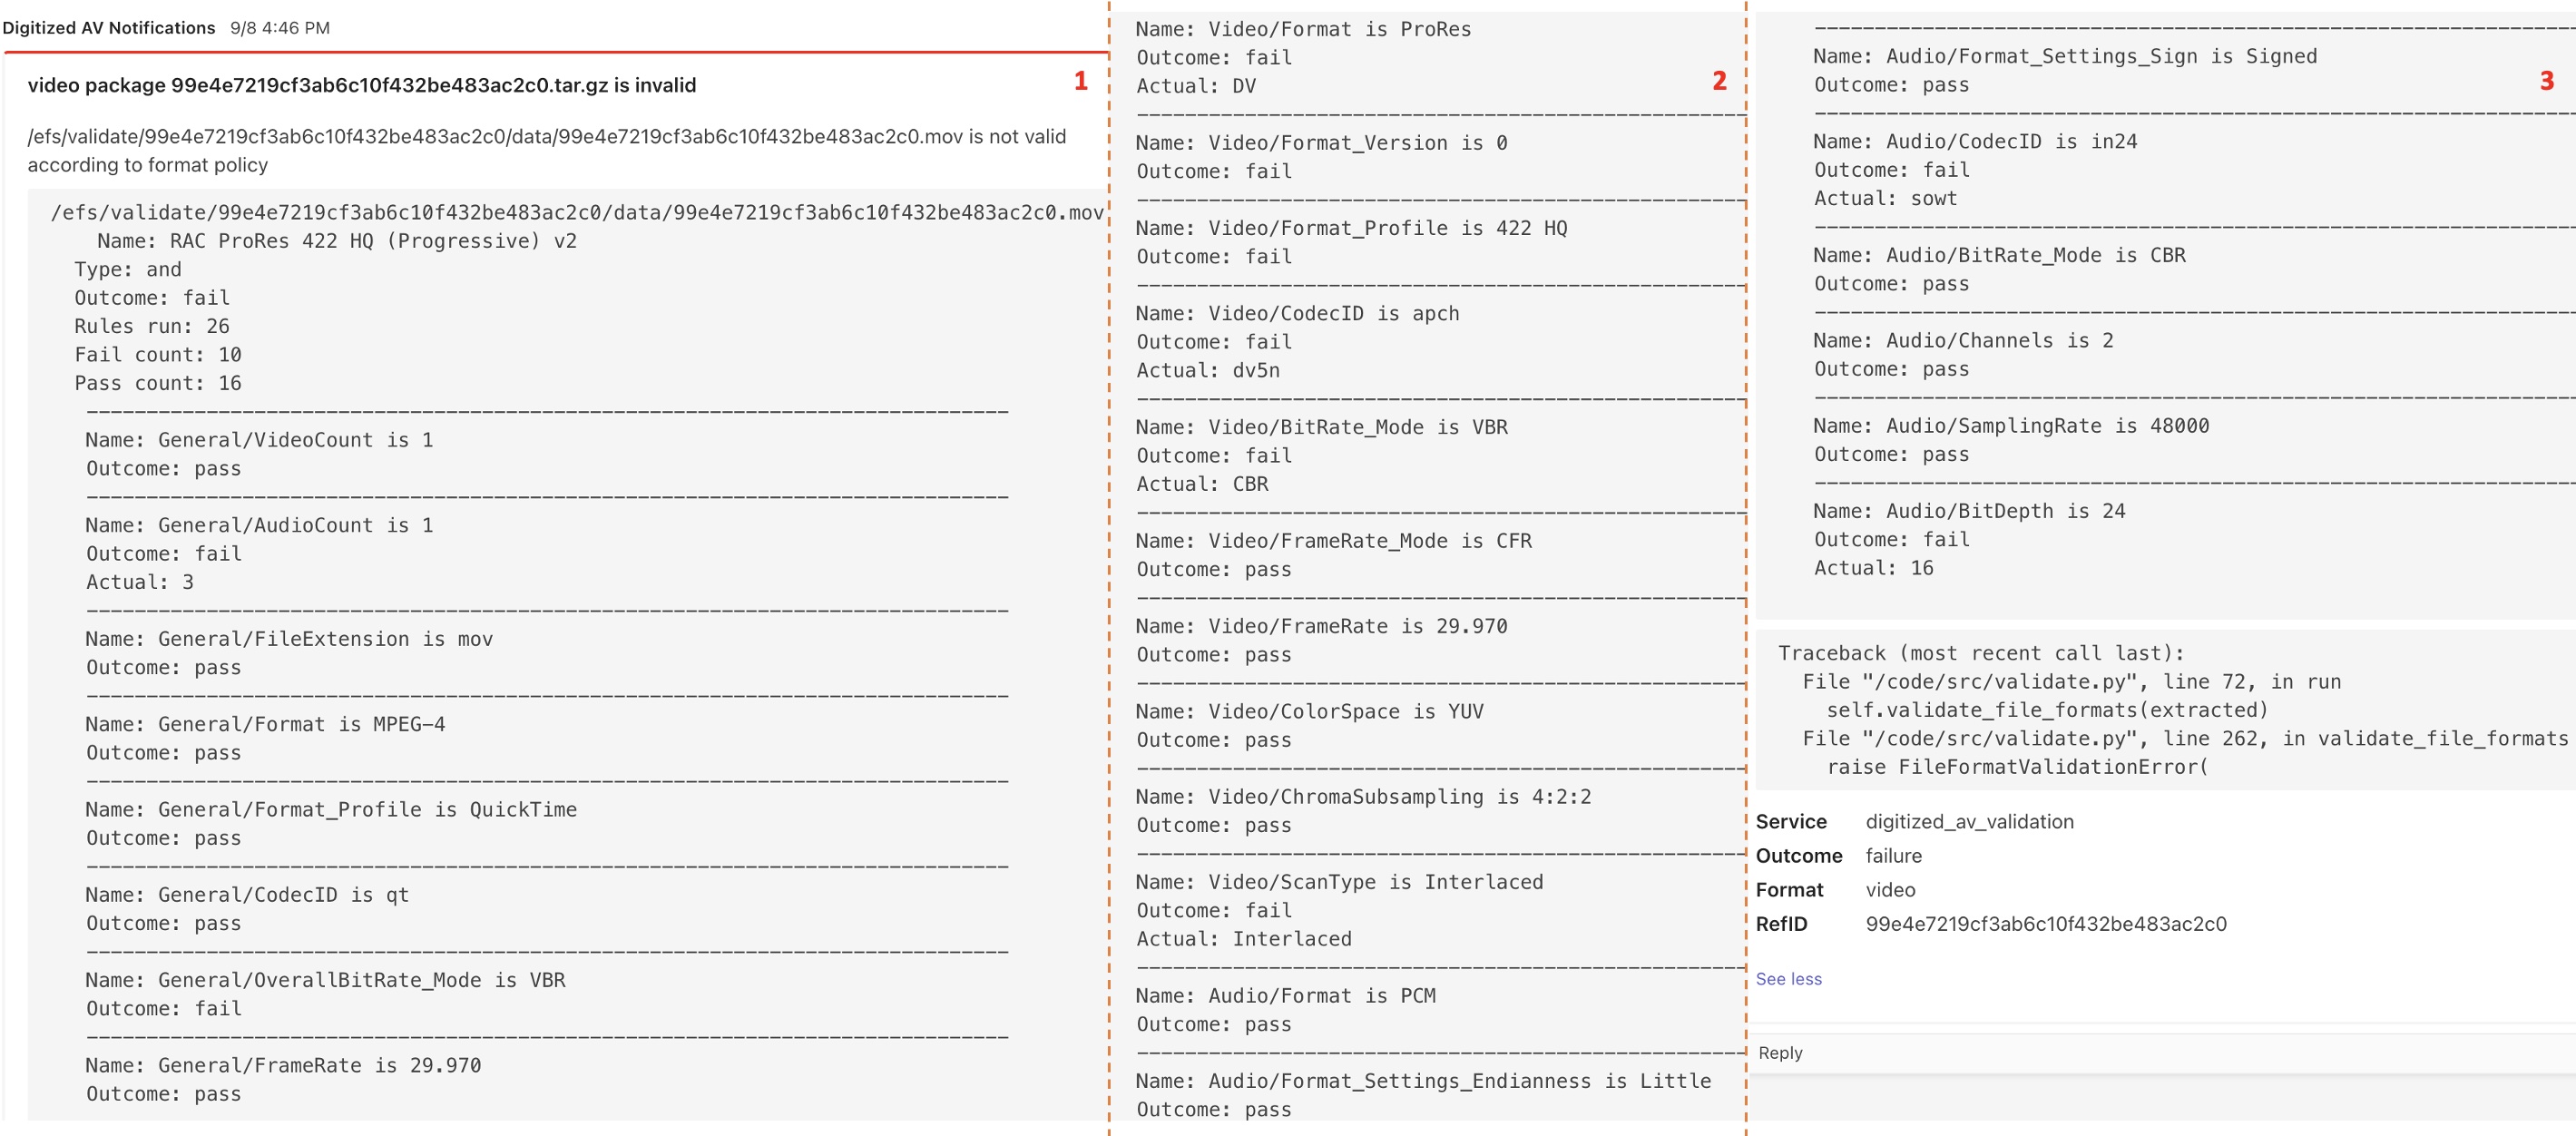 Digitized AV Notifications 9/8 4:46 PM
1
video package 99e4e7219cf3ab6c10f432be483ac2c0.tar.gz is invalid
/efs/validate/99e4e7219cf3ab6c10f432be483ac2c0/data/99e4e7219cf3ab6c10f432be483ac2c0.mov is not valid
according to format policy
/efs/validate/99e4e7219cf3ab6c10f432be483ac2c0/data/99e4e7219cf3ab6c10f432be483ac2c0.mov
Name: RAC ProRes 422 HQ (Progressive) v2
Type: and
Outcome: fail
Rules run: 26
Fail count: 10
Pass count: 16
Name: General/VideoCount is 1
Outcome: pass
Name: General/AudioCount is 1
Outcome: fail
Actual: 3
Name: General/FileExtension is mov
Outcome: pass
Name: General/Format is MPEG-4
Outcome: pass
Name: General/Format_Profile is QuickTime
Outcome: pass
Name: General/CodecID is qt
Outcome: pass
Name: General/OverallBitRate_Mode is VBR
Outcome: fail
Name: General/FrameRate is 29.970
Outcome: pass
2
Name: Video/Format is ProRes
Outcome: fail
Actual: DV
Name: Video/Format_Version is 0
Outcome: fail
Name: Video/Format_Profile is 422 HQ
Outcome: fail
Name: Video/CodecID is apch
Outcome: fail
Actual: dv5n
Name: Video/BitRate_Mode is VBR
Outcome: fail
Actual: CBR
Name: Video/FrameRate_Mode is CFR
Outcome: pass
Name: Video/FrameRate is 29.970
Outcome: pass
Name: Video/ColorSpace is YUV
Outcome: pass
Name: Video/ChromaSubsampling is 4:2:2
Outcome: pass
Name: Video/ScanType is Interlaced
Outcome: fail
Actual: Interlaced
Name: Audio/Format is PCM
Outcome: pass
Name: Audio/Format_Settings_Endianness is Little
Outcome: pass
3
Name: Audio/Format_Settings_Sign is Signed
Outcome: pass
Name: Audio/CodecID is in24
Outcome: fail
Actual: sowt
Name: Audio/BitRate_Mode is CBR
Outcome: pass
Name: Audio/Channels is 2
Outcome: pass
Name: Audio/SamplingRate is 48000
Outcome: pass
Name: Audio/BitDepth is 24
Outcome: fail
Actual: 16
Traceback (most recent call last):
File "/code/src/validate.py", line 72, in run
self.validate_file_formats(extracted)
File "/code/src/validate.py", line 262, in validate_file_formats
raise FileFormatValidationError(
Service digitized_av_validation
Outcome failure
Format video
RefID 99e4e7219cf3ab6c10f432be483ac2c0
See less
Reply